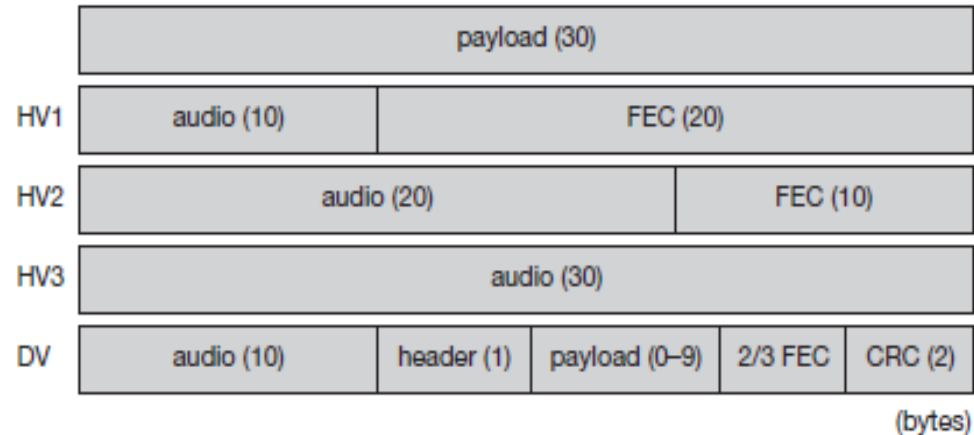 payload (30)
HV1 audio (10) FEC (20)
HV2 audio (20) FEC (10)
HV3 audio (30)
DV audio (10) header (1) payload (0–9) 2/3 FEC CRC (2)
(bytes)